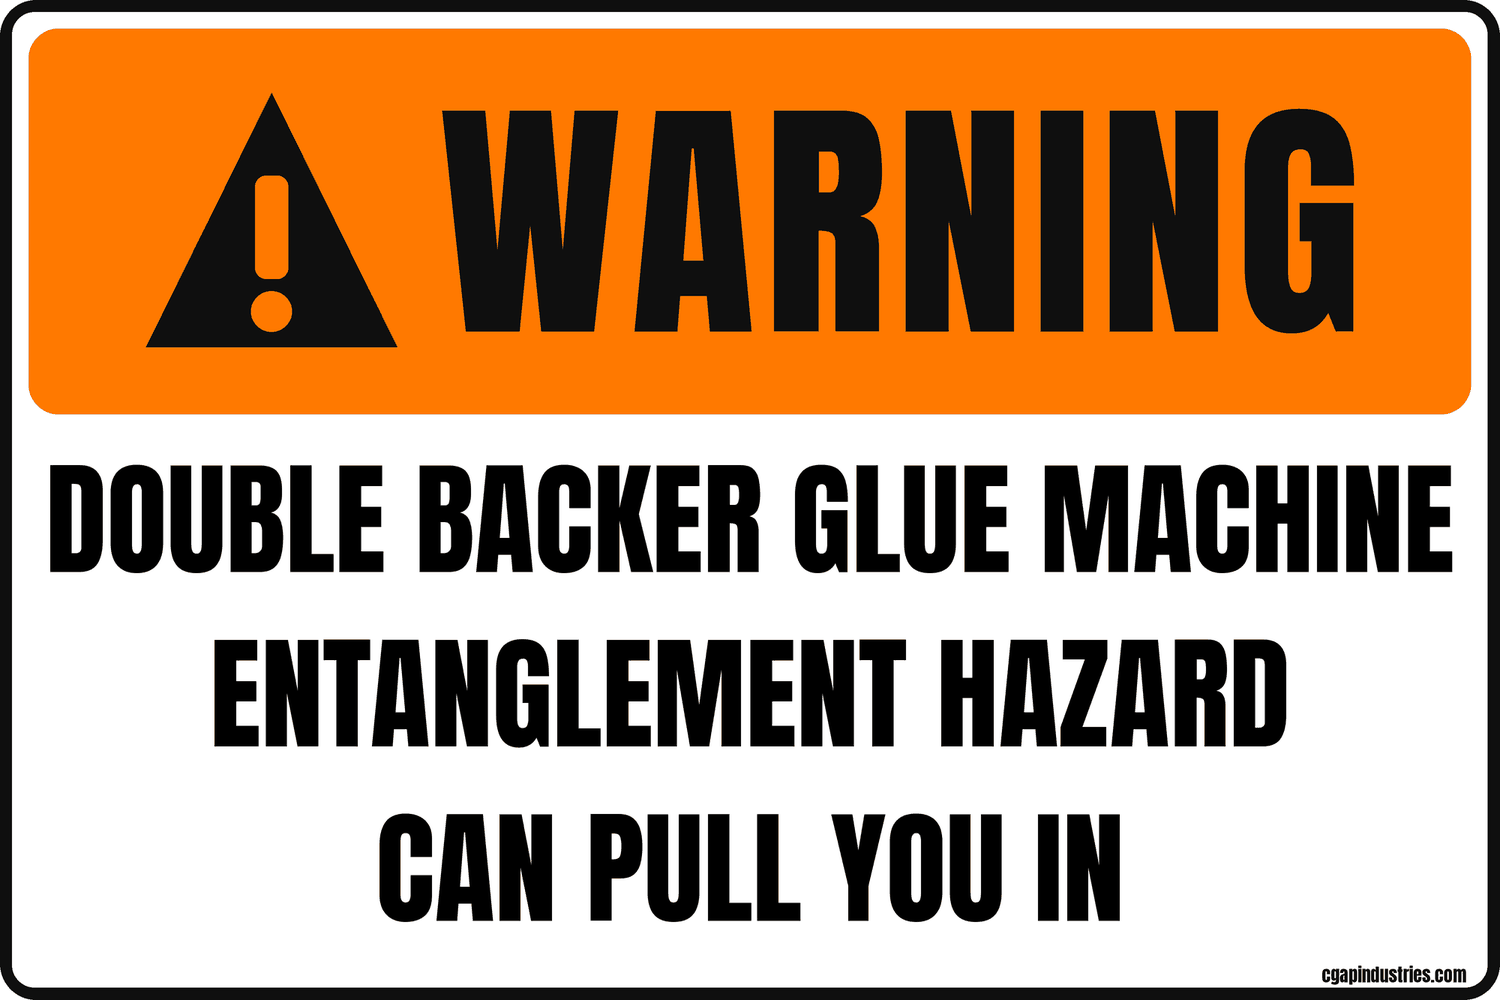 WARNING
DOUBLE BACKER GLUE MACHINE
ENTANGLEMENT HAZARD
CAN PULL YOU IN
cgapindustries.com